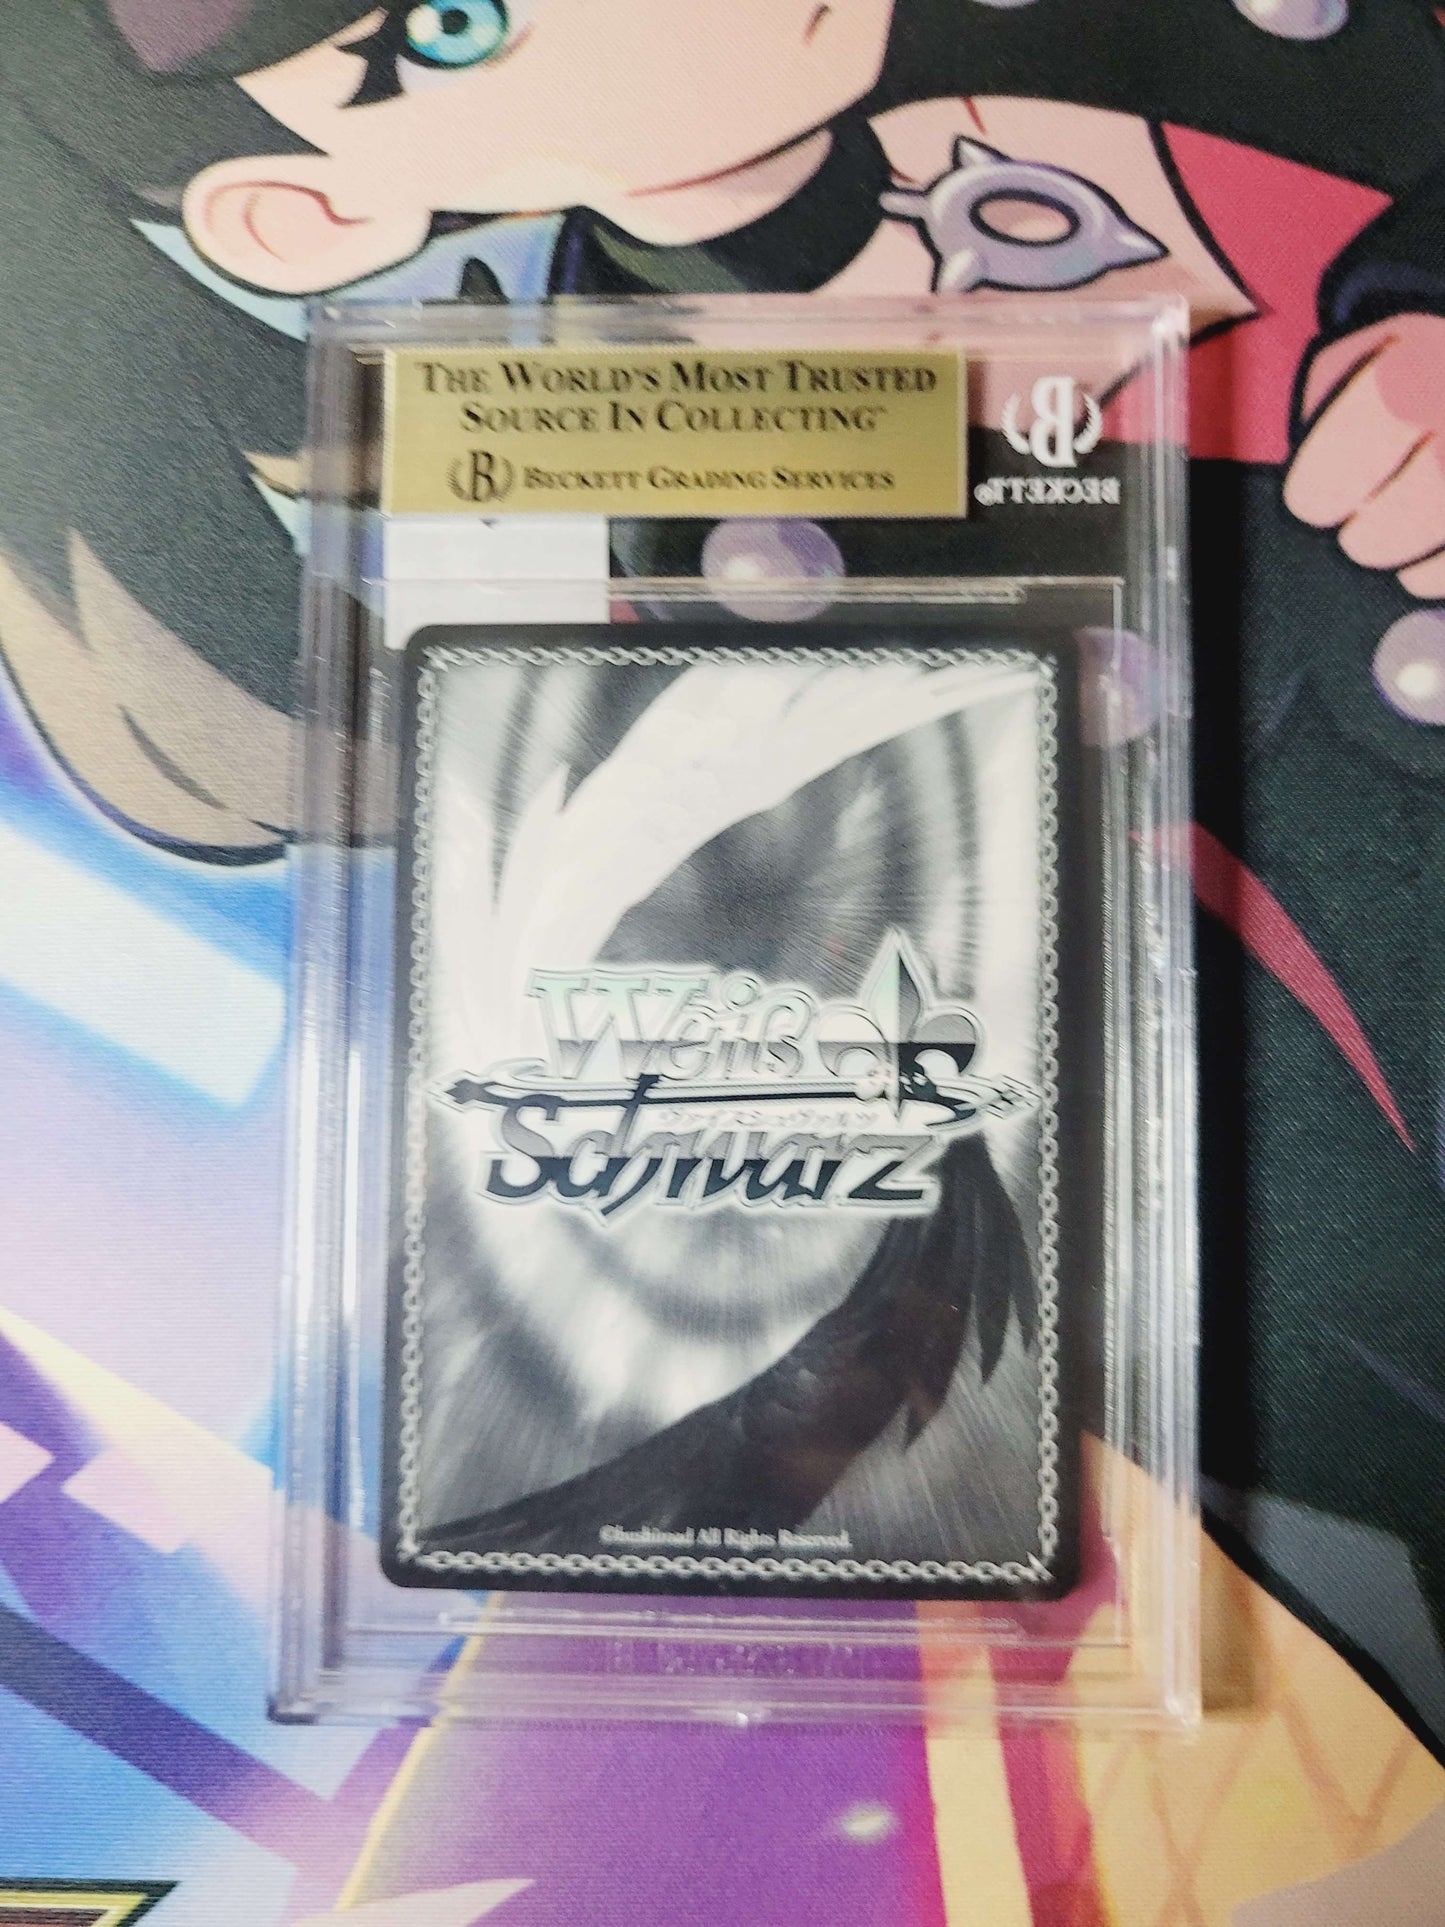 THE WORLD'S MOST TRUSTED
SOURCE IN COLLECTING™
B BECKETT GRADING SERVICES
B
BECKETT®
Weiß
ヴァイスシュヴァルツ
Schwarz
©bushiroad All Rights Reserved.